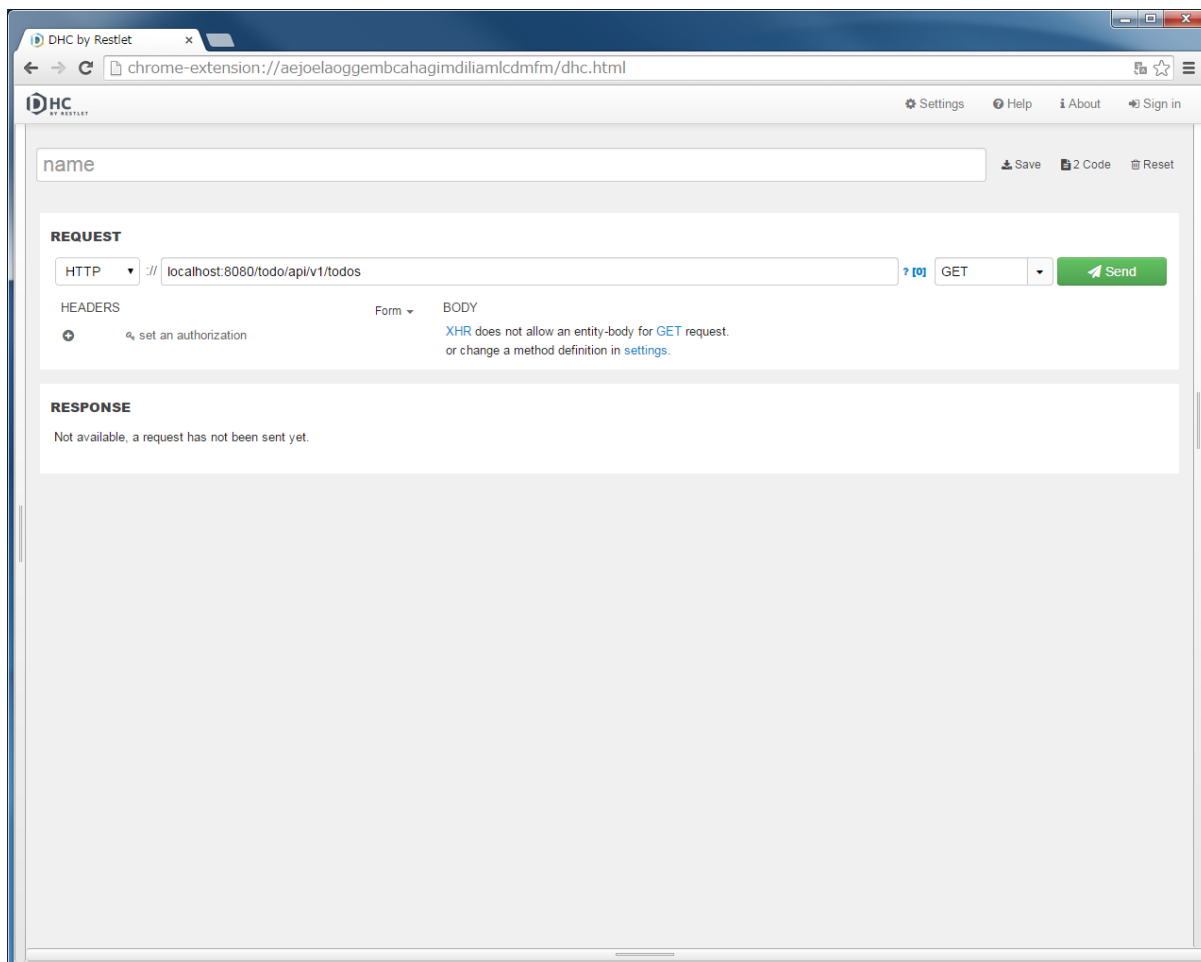 DHC by Restlet
chrome-extension://aejoelaoggembcahagimdiliamlcdmfm/dhc.html
DHC BY RESTLET
Settings Help About Sign in
name
Save 2 Code Reset
REQUEST
HTTP :// localhost:8080/todo/api/v1/todos ? [0] GET Send
HEADERS Form BODY
set an authorization
XHR does not allow an entity-body for GET request.
or change a method definition in settings.
RESPONSE
Not available, a request has not been sent yet.